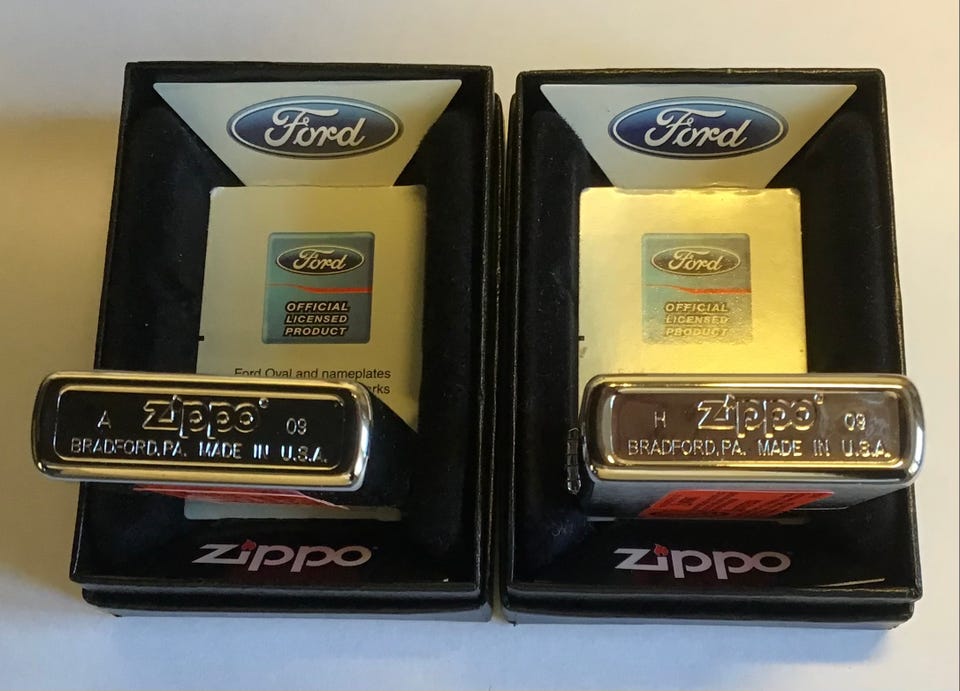 Ford
Ford
OFFICIAL
LICENSED
PRODUCT
Ford Oval and nameplates
A zippo® 09
BRADFORD, PA. MADE IN U.S.A.
zippo
Ford
Ford
OFFICIAL
LICENSED
PRODUCT
H zippo® 09
BRADFORD, PA. MADE IN U.S.A.
zippo